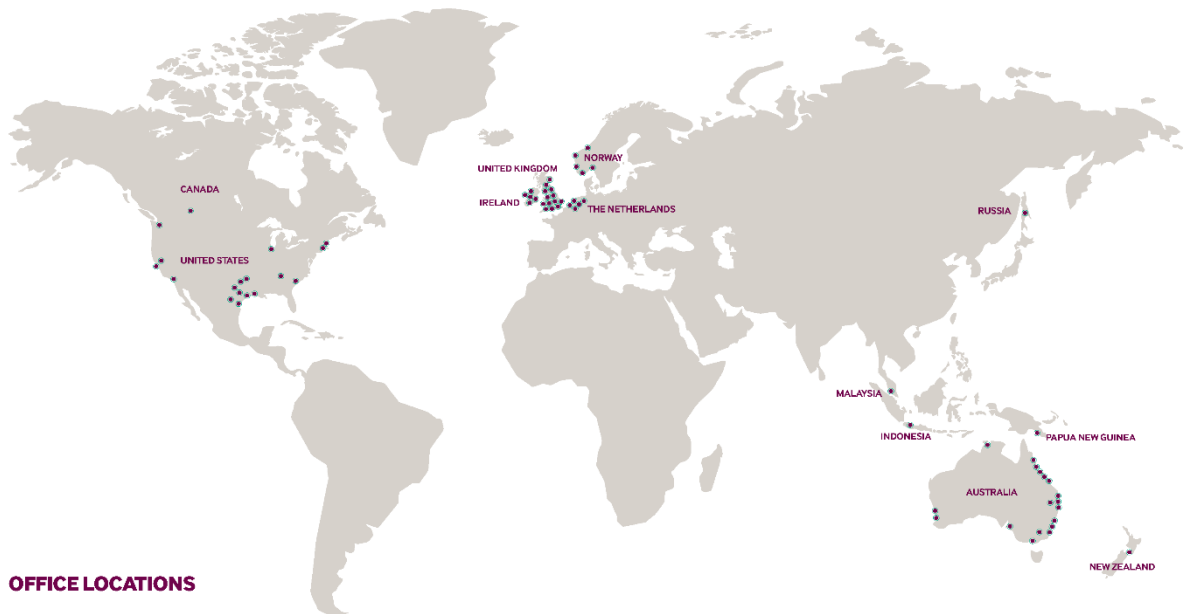 NORWAY
UNITED KINGDOM
CANADA
IRELAND
THE NETHERLANDS
RUSSIA
UNITED STATES
MALAYSIA
INDONESIA
PAPUA NEW GUINEA
AUSTRALIA
NEW ZEALAND
OFFICE LOCATIONS